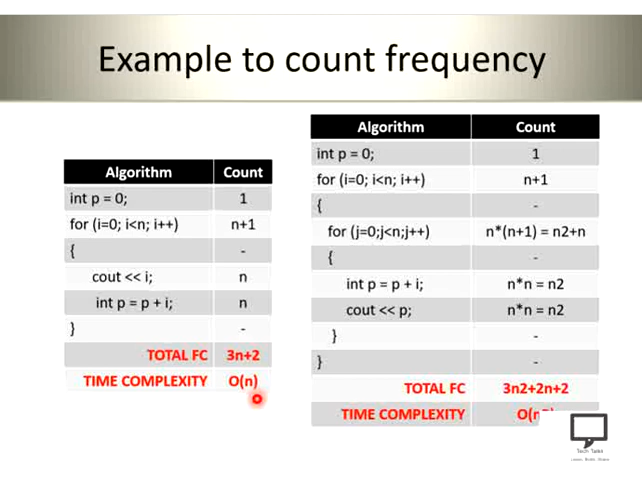 Example to count frequency
Algorithm Count
int p = 0; 1
for (i=0; i<n; i++) n+1
{ -
cout << i; n
int p = p + i; n
} -
TOTAL FC 3n+2
TIME COMPLEXITY O(n)
Algorithm Count
int p = 0; 1
for (i=0; i<n; i++) n+1
{ -
for (j=0;j<n;j++) n*(n+1) = n2+n
{ -
int p = p + i; n*n = n2
cout << p; n*n = n2
} -
} -
TOTAL FC 3n2+2n+2
TIME COMPLEXITY
Tech Talks